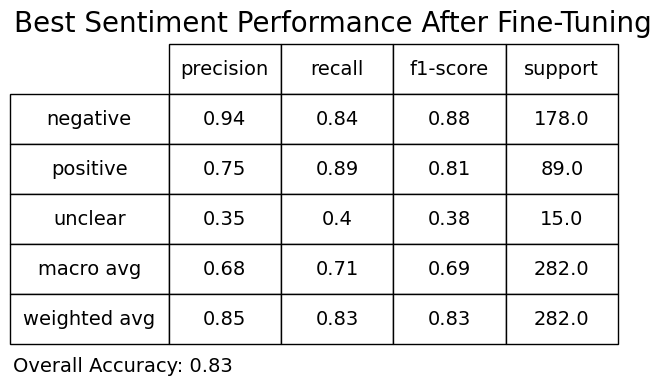 Best Sentiment Performance After Fine-Tuning
precision recall f1-score support
negative 0.94 0.84 0.88 178.0
positive 0.75 0.89 0.81 89.0
unclear 0.35 0.4 0.38 15.0
macro avg 0.68 0.71 0.69 282.0
weighted avg 0.85 0.83 0.83 282.0
Overall Accuracy: 0.83